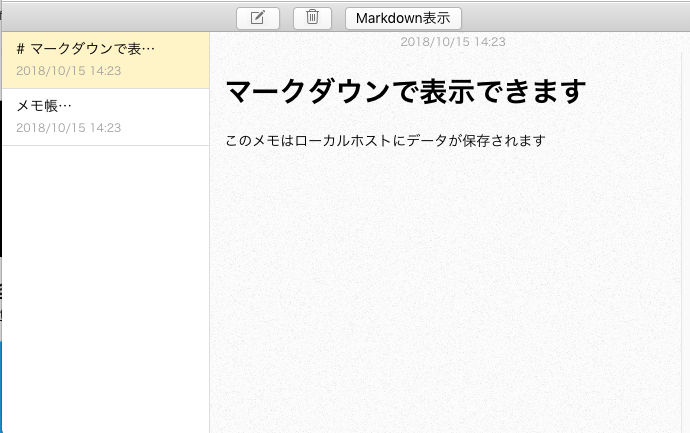 Markdown表示
# マークダウンで表…
2018/10/15 14:23
メモ帳…
2018/10/15 14:23
2018/10/15 14:23
マークダウンで表示できます
このメモはローカルホストにデータが保存されます